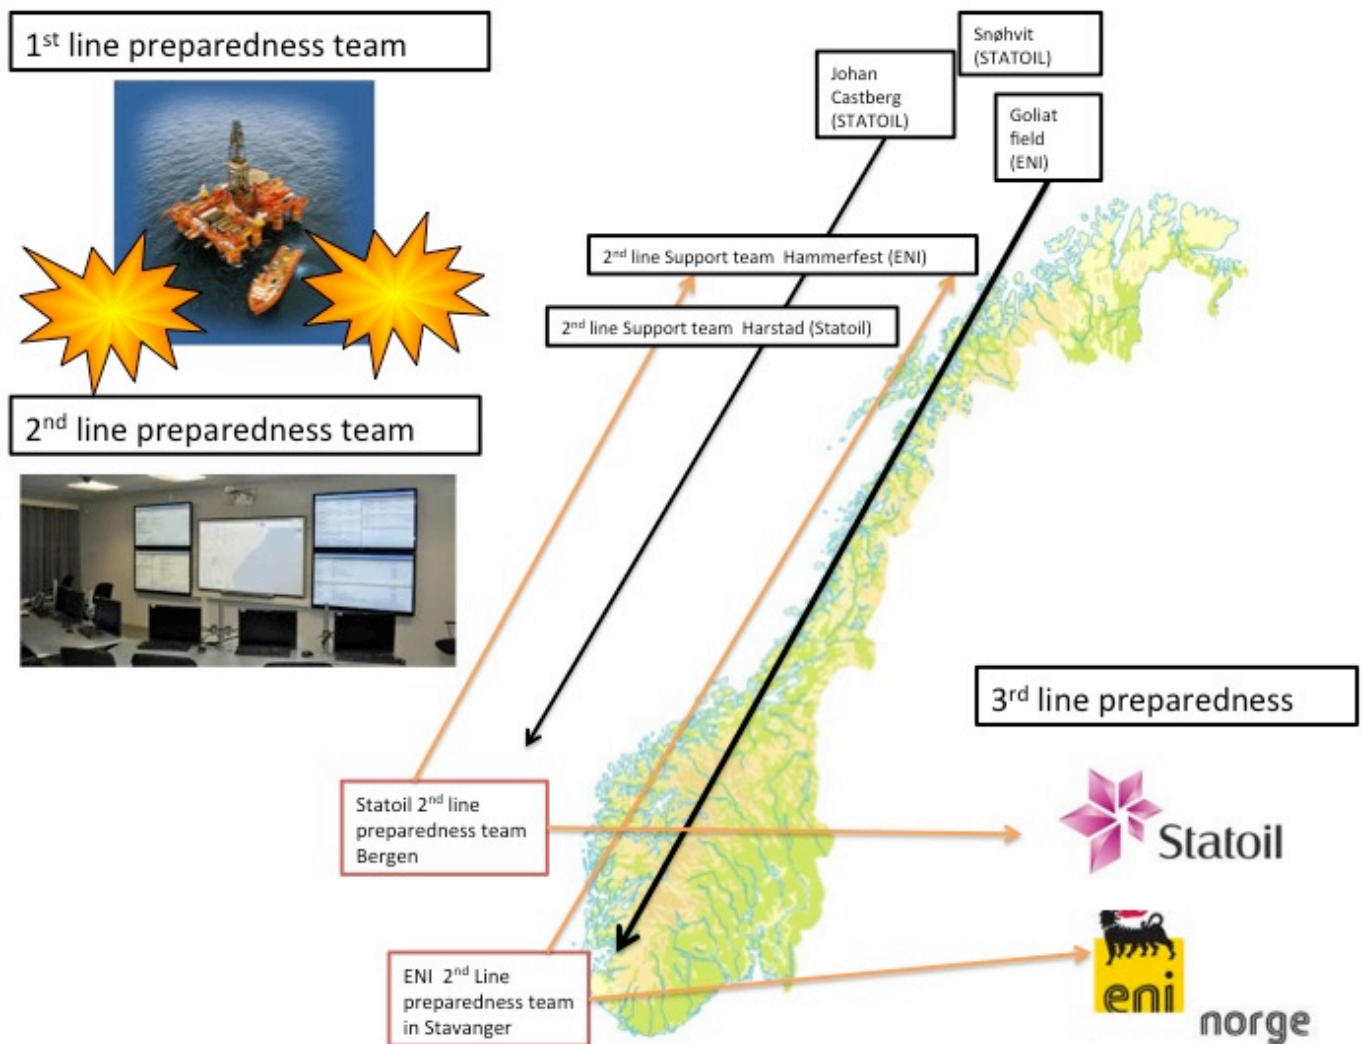 1st line preparedness team
Snøhvit
(STATOIL)
Johan
Castberg
(STATOIL)
Goliat
field
(ENI)
2nd line Support team Hammerfest (ENI)
2nd line Support team Harstad (Statoil)
2nd line preparedness team
3rd line preparedness
Statoil 2nd line
preparedness team
Bergen
Statoil
ENI 2nd Line
preparedness team
in Stavanger
eni
norge